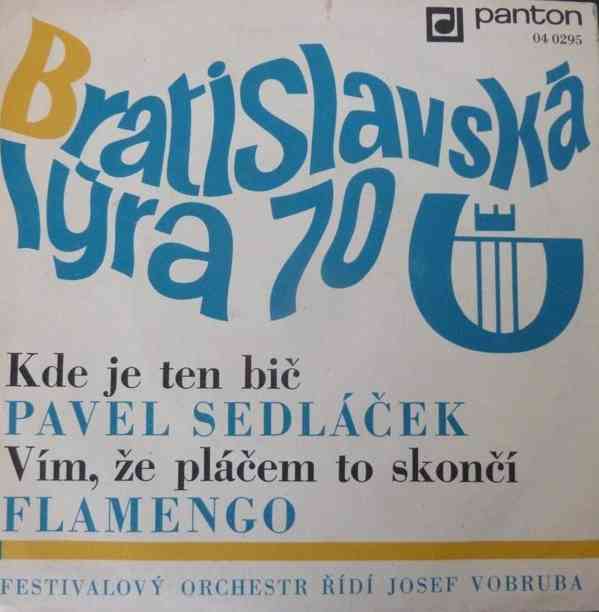 panton
04 0295
Bratislavská
lýra 70
Kde je ten bič
PAVEL SEDLÁČEK
Vím, že pláčem to skončí
FLAMENGO
FESTIVALOVÝ ORCHESTR ŘÍDÍ JOSEF VOBRUBA